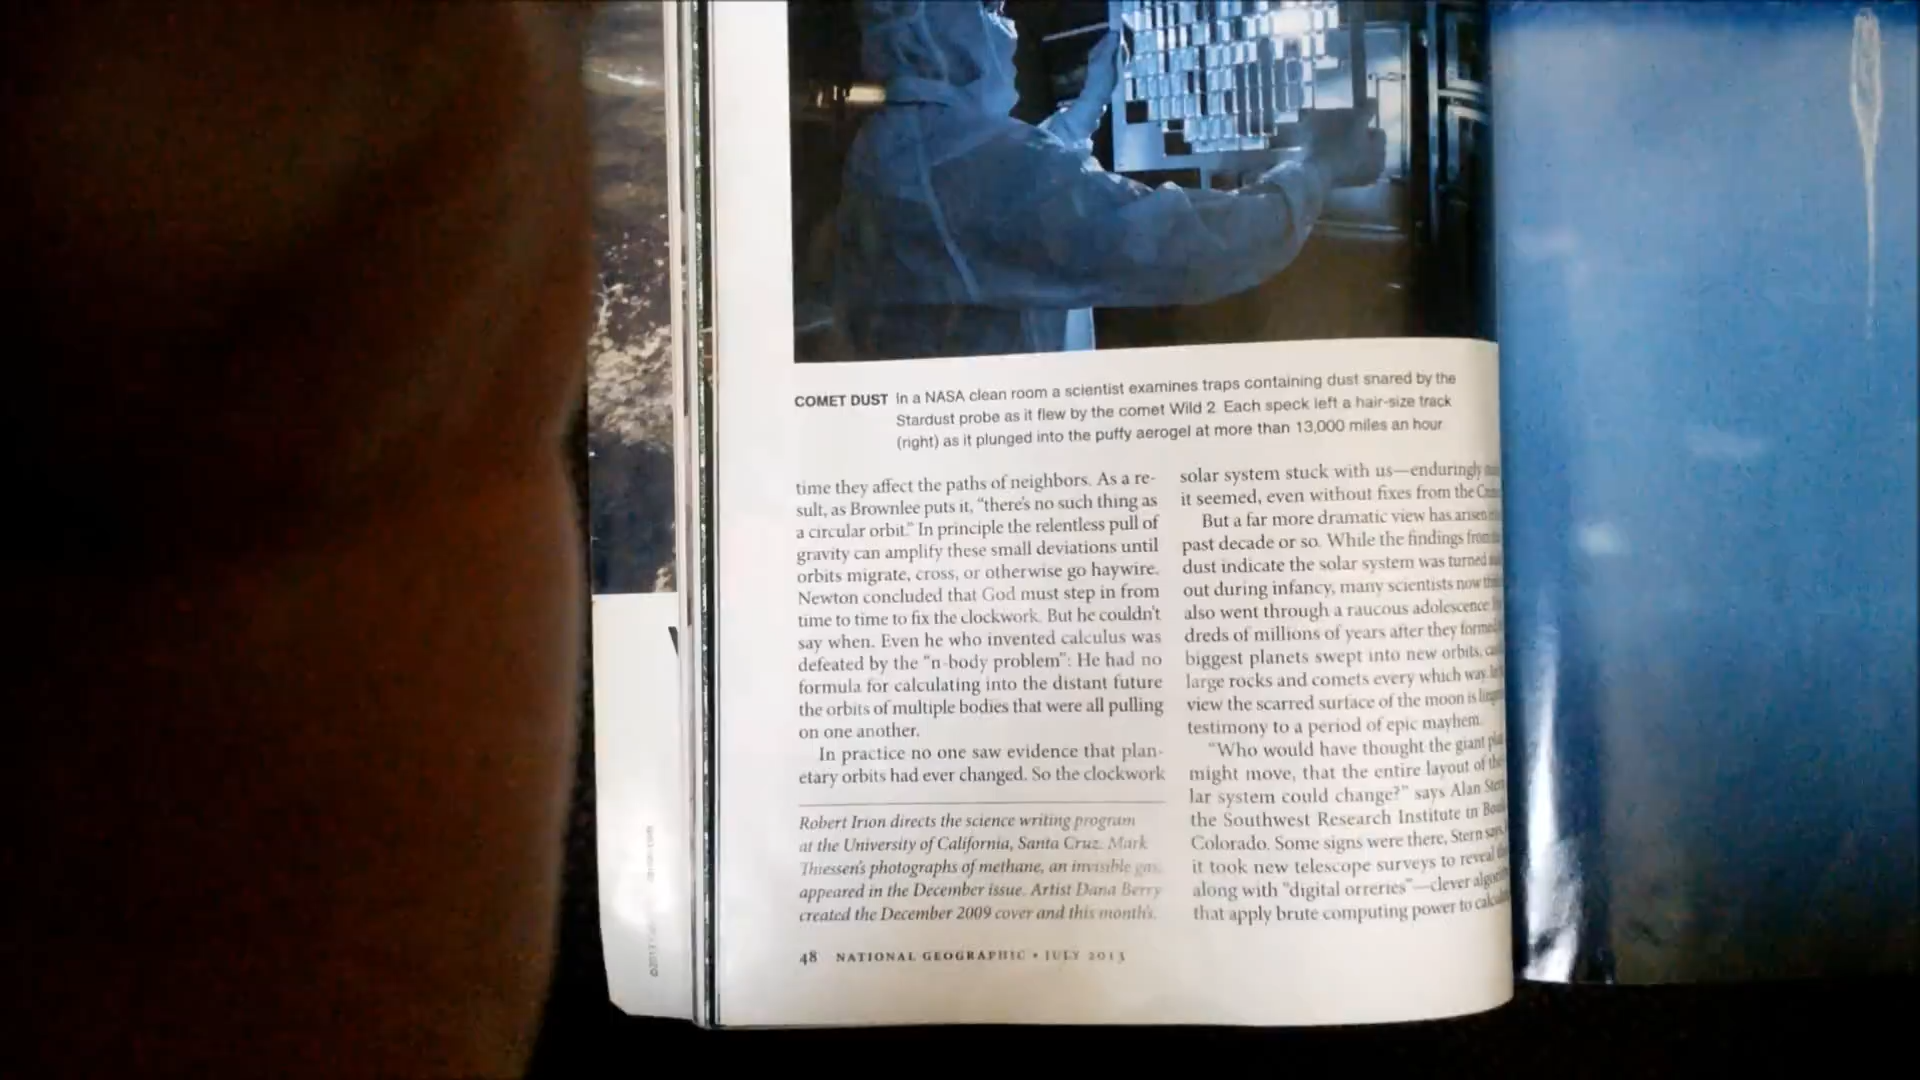 COMET DUST In a NASA clean room a scientist examines traps containing dust snared by the
Stardust probe as it flew by the comet Wild 2. Each speck left a hair-size track
(right) as it plunged into the puffy aerogel at more than 13,000 miles an hour.
time they affect the paths of neighbors. As a re-
sult, as Brownlee puts it, “there’s no such thing as
a circular orbit.” In principle the relentless pull of
gravity can amplify these small deviations until
orbits migrate, cross, or otherwise go haywire.
Newton concluded that God must step in from
time to time to fix the clockwork. But he couldn’t
say when. Even he who invented calculus was
defeated by the “n-body problem”: He had no
formula for calculating into the distant future
the orbits of multiple bodies that were all pulling
on one another.
In practice no one saw evidence that plan-
etary orbits had ever changed. So the clockwork
Robert Irion directs the science writing program
at the University of California, Santa Cruz. Mark
Thiessen’s photographs of methane, an invisible gas,
appeared in the December issue. Artist Dana Berry
created the December 2009 cover and this month’s.
solar system stuck with us—enduringly
it seemed, even without fixes from the
But a far more dramatic view has arisen
past decade or so. While the findings from
dust indicate the solar system was turned
out during infancy, many scientists now
also went through a raucous adolescence.
dreds of millions of years after they formed,
biggest planets swept into new orbits,
large rocks and comets every which way.
view the scarred surface of the moon is
testimony to a period of epic mayhem.
“Who would have thought the giant
might move, that the entire layout of the
lar system could change?” says Alan Stern
the Southwest Research Institute in
Colorado. Some signs were there, Stern says,
it took new telescope surveys to reveal
along with “digital orreries”—clever
that apply brute computing power to
48 NATIONAL GEOGRAPHIC • JULY 2013